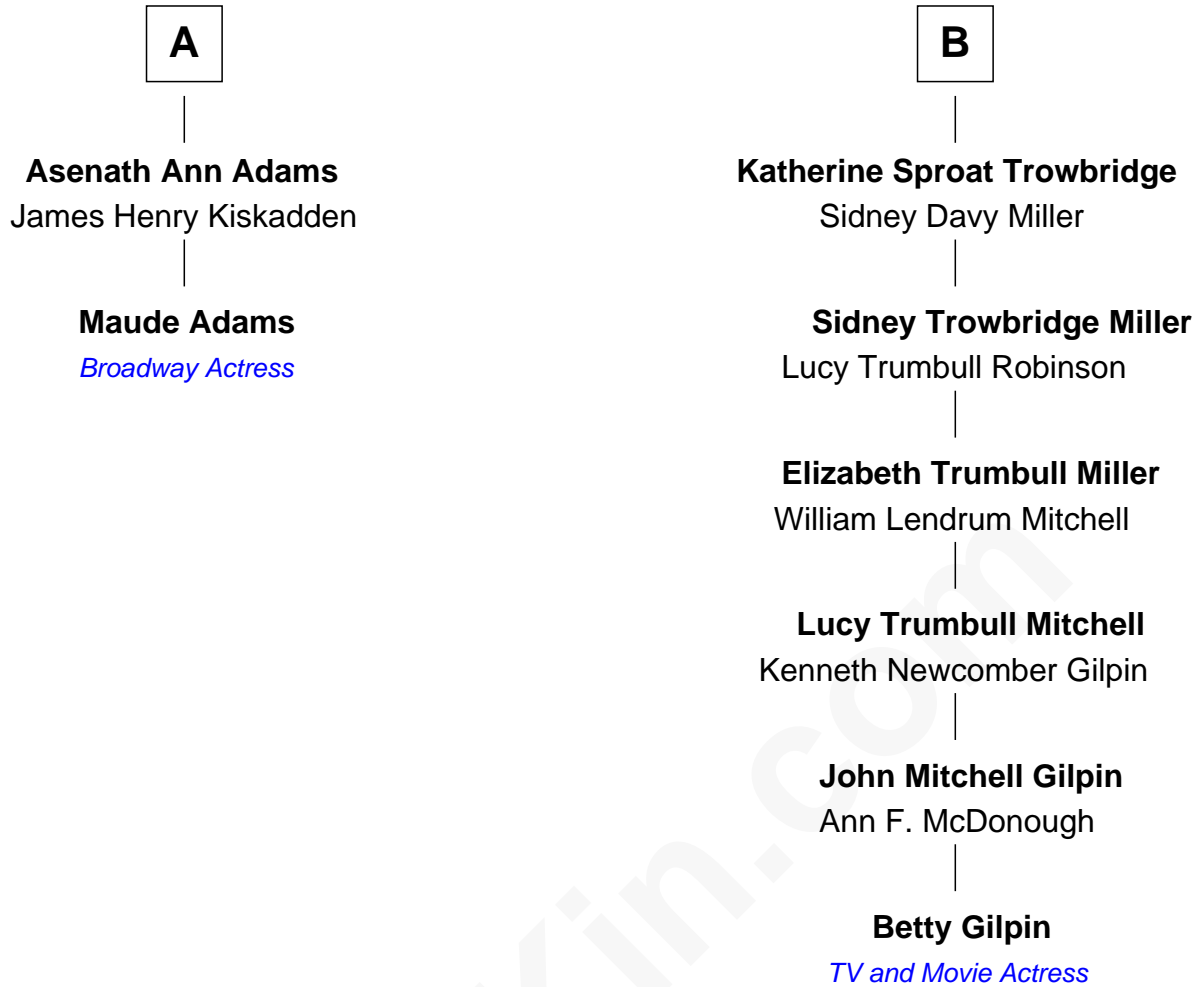 A
Asenath Ann Adams
James Henry Kiskadden
Maude Adams
Broadway Actress
B
Katherine Sproat Trowbridge
Sidney Davy Miller
Sidney Trowbridge Miller
Lucy Trumbull Robinson
Elizabeth Trumbull Miller
William Lendrum Mitchell
Lucy Trumbull Mitchell
Kenneth Newcomber Gilpin
John Mitchell Gilpin
Ann F. McDonough
Betty Gilpin
TV and Movie Actress
Kin.com